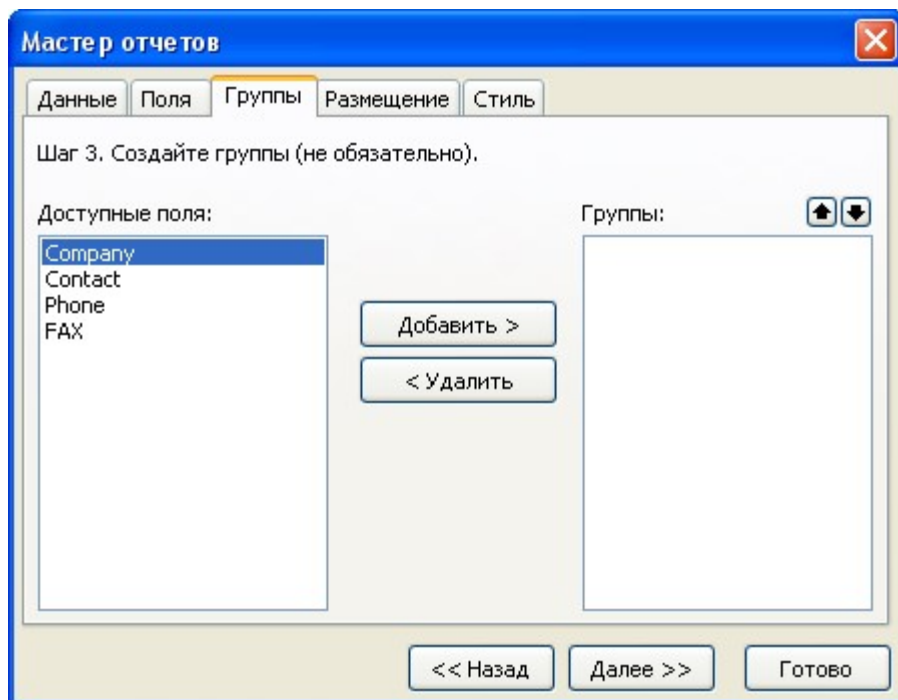 Мастер отчетов
Данные Поля Группы Размещение Стиль
Шаг 3. Создайте группы (не обязательно).
Доступные поля: Группы:
Company
Contact
Phone
FAX
Добавить >
< Удалить
<< Назад Далее >> Готово